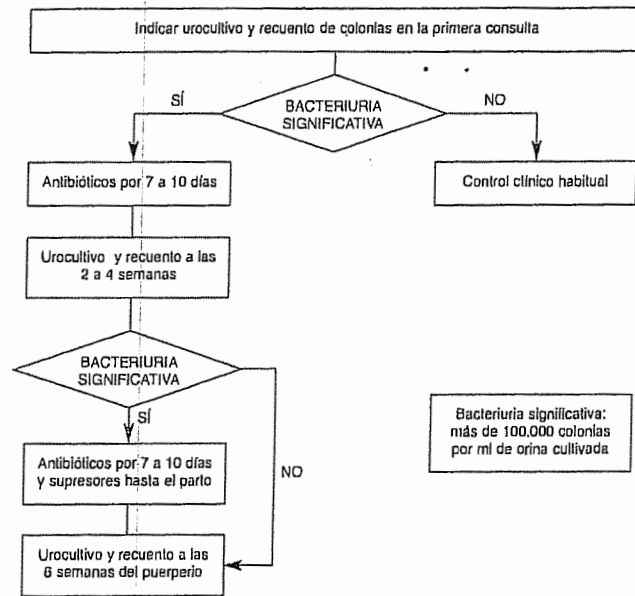 Indicar urocultivo y recuento de colonias en la primera consulta
SÍ
BACTERIURIA
SIGNIFICATIVA
NO
Antibióticos por 7 a 10 días
Control clínico habitual
Urocultivo y recuento a las
2 a 4 semanas
BACTERIURIA
SIGNIFICATIVA
SÍ
NO
Bacteriuria significativa:
más de 100.000 colonias
por ml de orina cultivada
Antibióticos por 7 a 10 días
y supresores hasta el parto
Urocultivo y recuento a las
6 semanas del puerperio